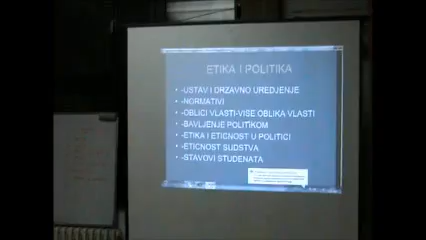 ETIKA I POLITIKA
-USTAV I DRZAVNO UREDJENJE
-NORMATIVI
-OBLICI VLASTI-VISE OBLIKA VLASTI
-BAVLJENJE POLITIKOM
-ETIKA I ETICNOST U POLITICI
-ETICNOST SUDSTVA
-STAVOVI STUDENATA